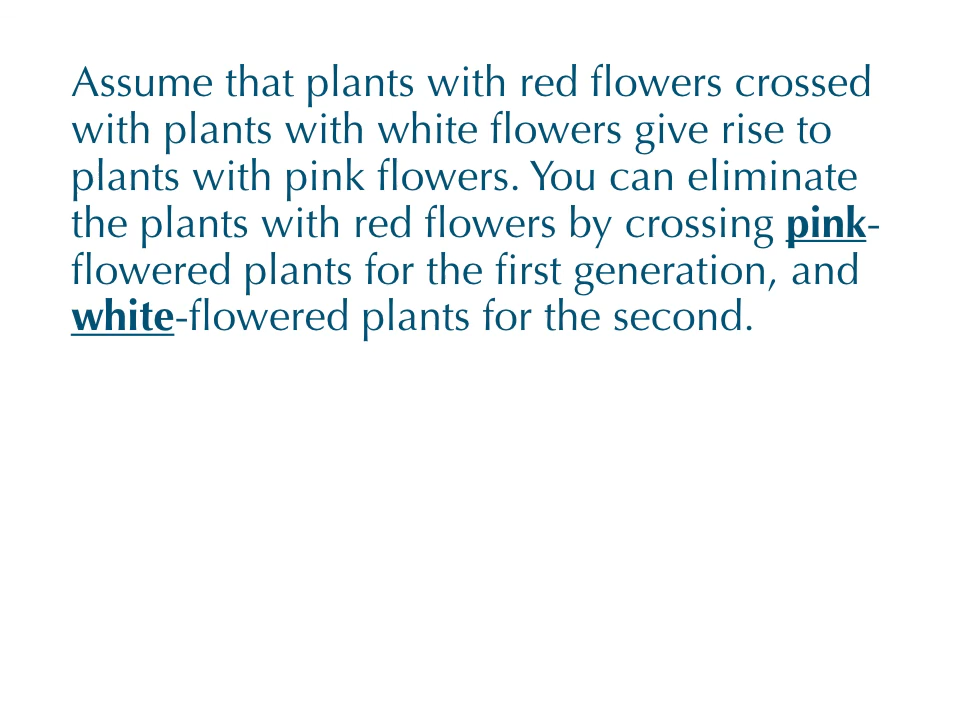 Assume that plants with red flowers crossed
with plants with white flowers give rise to
plants with pink flowers. You can eliminate
the plants with red flowers by crossing pink-
flowered plants for the first generation, and
white-flowered plants for the second.